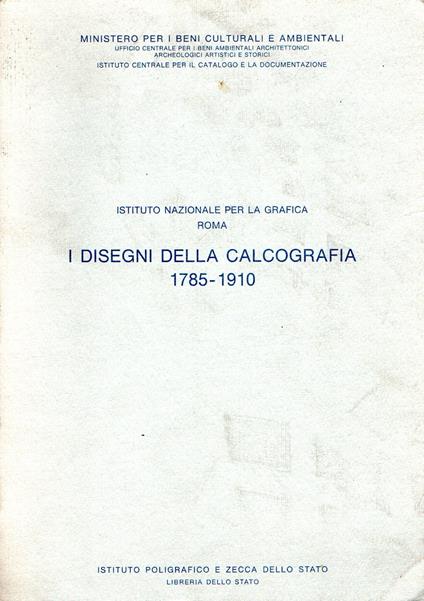 MINISTERO PER I BENI CULTURALI E AMBIENTALI
UFFICIO CENTRALE PER I BENI AMBIENTALI ARCHITETTONICI
ARCHEOLOGICI ARTISTICI E STORICI
ISTITUTO CENTRALE PER IL CATALOGO E LA DOCUMENTAZIONE
ISTITUTO NAZIONALE PER LA GRAFICA
ROMA
I DISEGNI DELLA CALCOGRAFIA
1785-1910
ISTITUTO POLIGRAFICO E ZECCA DELLO STATO
LIBRERIA DELLO STATO